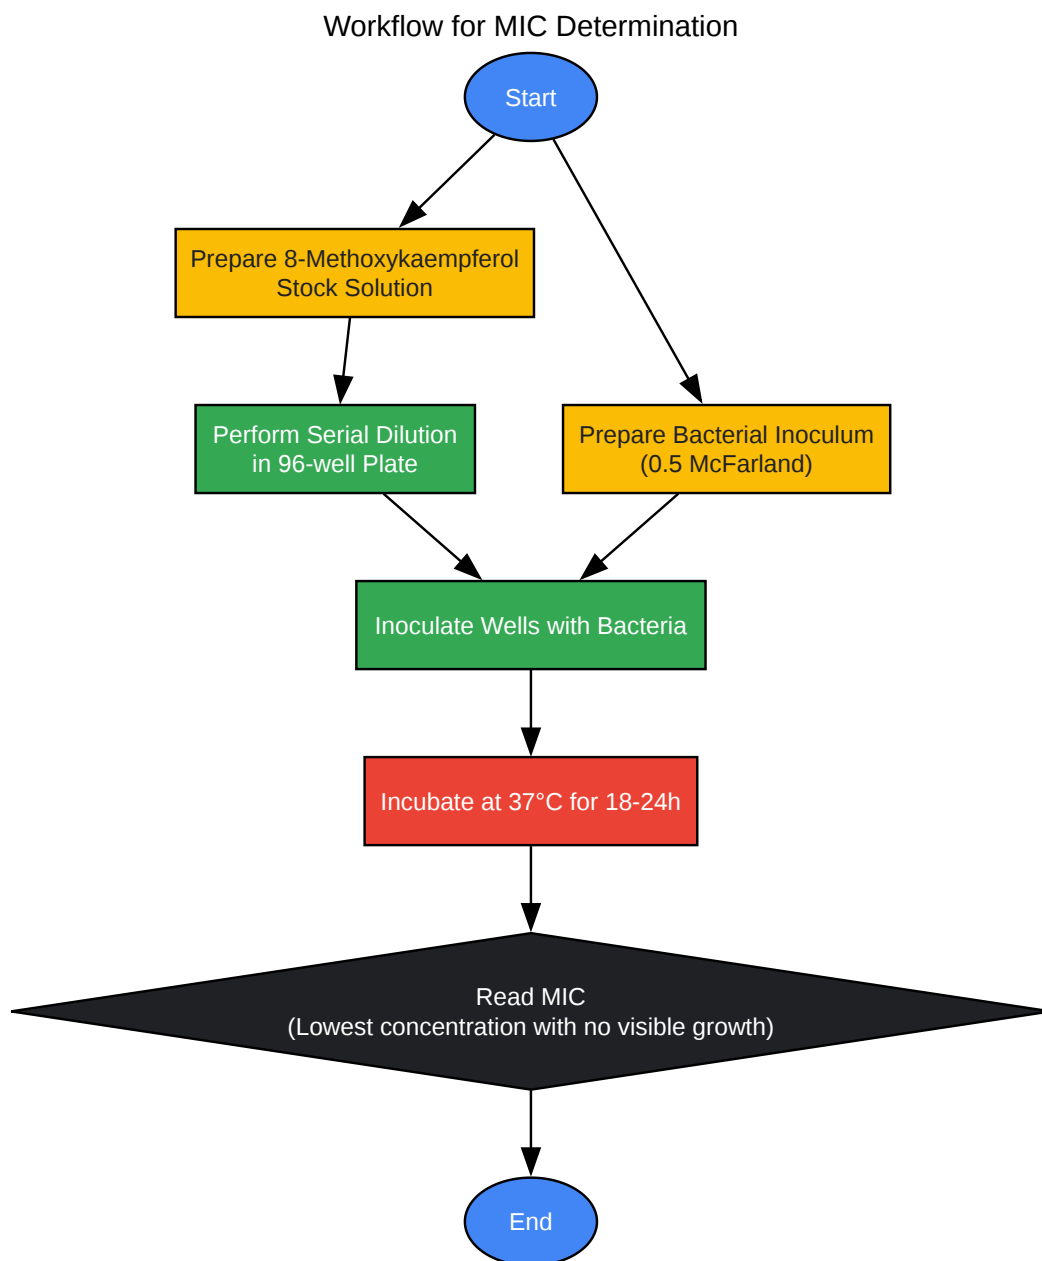 Workflow for MIC Determination
Start
Prepare 8-Methoxykaempferol
Stock Solution
Perform Serial Dilution
in 96-well Plate
Prepare Bacterial Inoculum
(0.5 McFarland)
Inoculate Wells with Bacteria
Incubate at 37°C for 18-24h
Read MIC
(Lowest concentration with no visible growth)
End